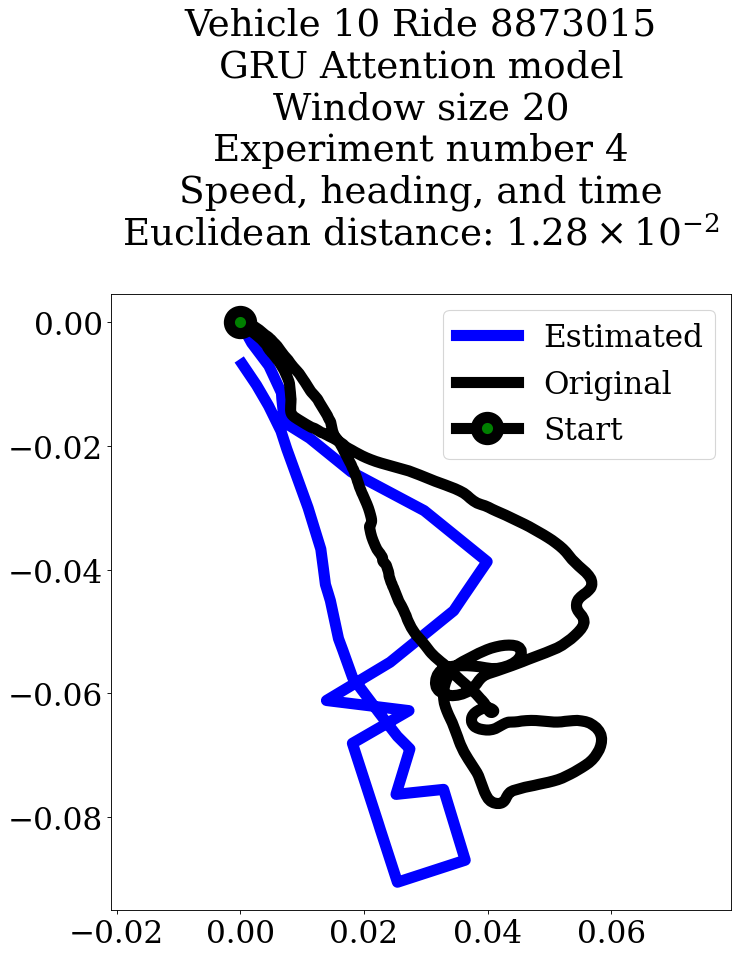 Vehicle 10 Ride 8873015
GRU Attention model
Window size 20
Experiment number 4
Speed, heading, and time
Euclidean distance: 1.28 × 10⁻²
Estimated
Original
Start
0.00
−0.02
−0.04
−0.06
−0.08
−0.02 0.00 0.02 0.04 0.06